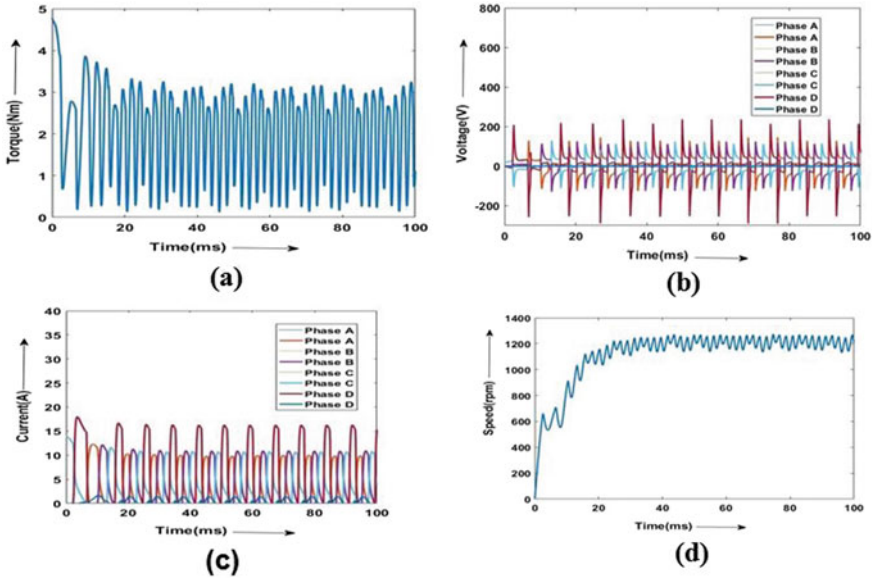 5
4
3
2
1
0
Torque(Nm)
0 20 40 60 80 100
Time(ms)
(a)
800
600
400
200
0
-200
Voltage(V)
Phase A
Phase A
Phase B
Phase B
Phase C
Phase C
Phase D
Phase D
0 20 40 60 80 100
Time(ms)
(b)
40
35
30
25
20
15
10
5
0
Current(A)
Phase A
Phase A
Phase B
Phase B
Phase C
Phase C
Phase D
Phase D
0 20 40 60 80 100
Time(ms)
(c)
1400
1200
1000
800
600
400
200
0
Speed(rpm)
0 20 40 60 80 100
Time(ms)
(d)